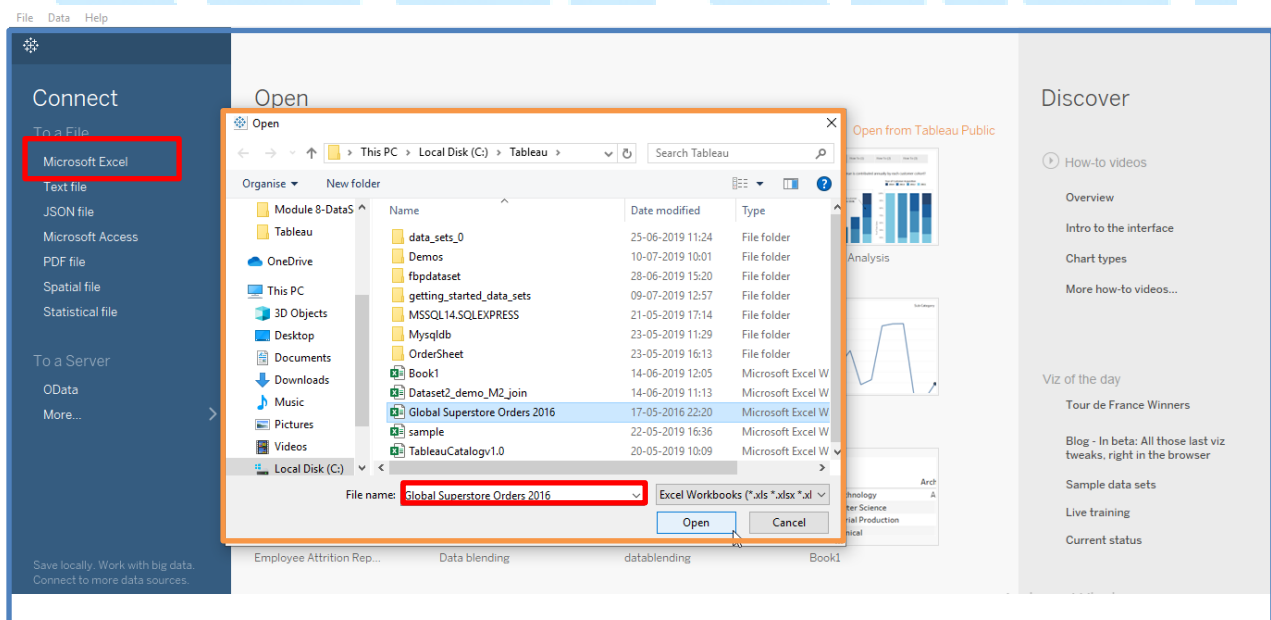 File Data Help
Connect
To a File
Microsoft Excel
Text file
JSON file
Microsoft Access
PDF file
Spatial file
Statistical file
To a Server
OData
More...
Save locally. Work with big data.
Connect to more data sources.
Open
Open from Tableau Public
Open
This PC > Local Disk (C:) > Tableau >
Search Tableau
Organise New folder
Module 8-DataS
Tableau
OneDrive
This PC
3D Objects
Desktop
Documents
Downloads
Music
Pictures
Videos
Local Disk (C:)
Name Date modified Type
data_sets_0 25-06-2019 11:24 File folder
Demos 10-07-2019 10:01 File folder
fbpdataset 28-06-2019 15:20 File folder
getting_started_data_sets 09-07-2019 12:57 File folder
MSSQL14.SQLEXPRESS 21-05-2019 17:14 File folder
Mysqldb 23-05-2019 11:29 File folder
OrderSheet 23-05-2019 16:13 File folder
Book1 14-06-2019 12:05 Microsoft Excel W
Dataset2_demo_M2_join 14-06-2019 11:13 Microsoft Excel W
Global Superstore Orders 2016 17-05-2016 22:20 Microsoft Excel W
sample 22-05-2019 16:36 Microsoft Excel W
TableauCatalogv1.0 20-05-2019 10:09 Microsoft Excel W
File name: Global Superstore Orders 2016
Excel Workbooks (*.xls *.xlsx *.xl
Open Cancel
Analysis
Employee Attrition Rep... Data blending datablending Book1
Discover
How-to videos
Overview
Intro to the interface
Chart types
More how-to videos...
Viz of the day
Tour de France Winners
Blog - In beta: All those last viz
tweaks, right in the browser
Sample data sets
Live training
Current status